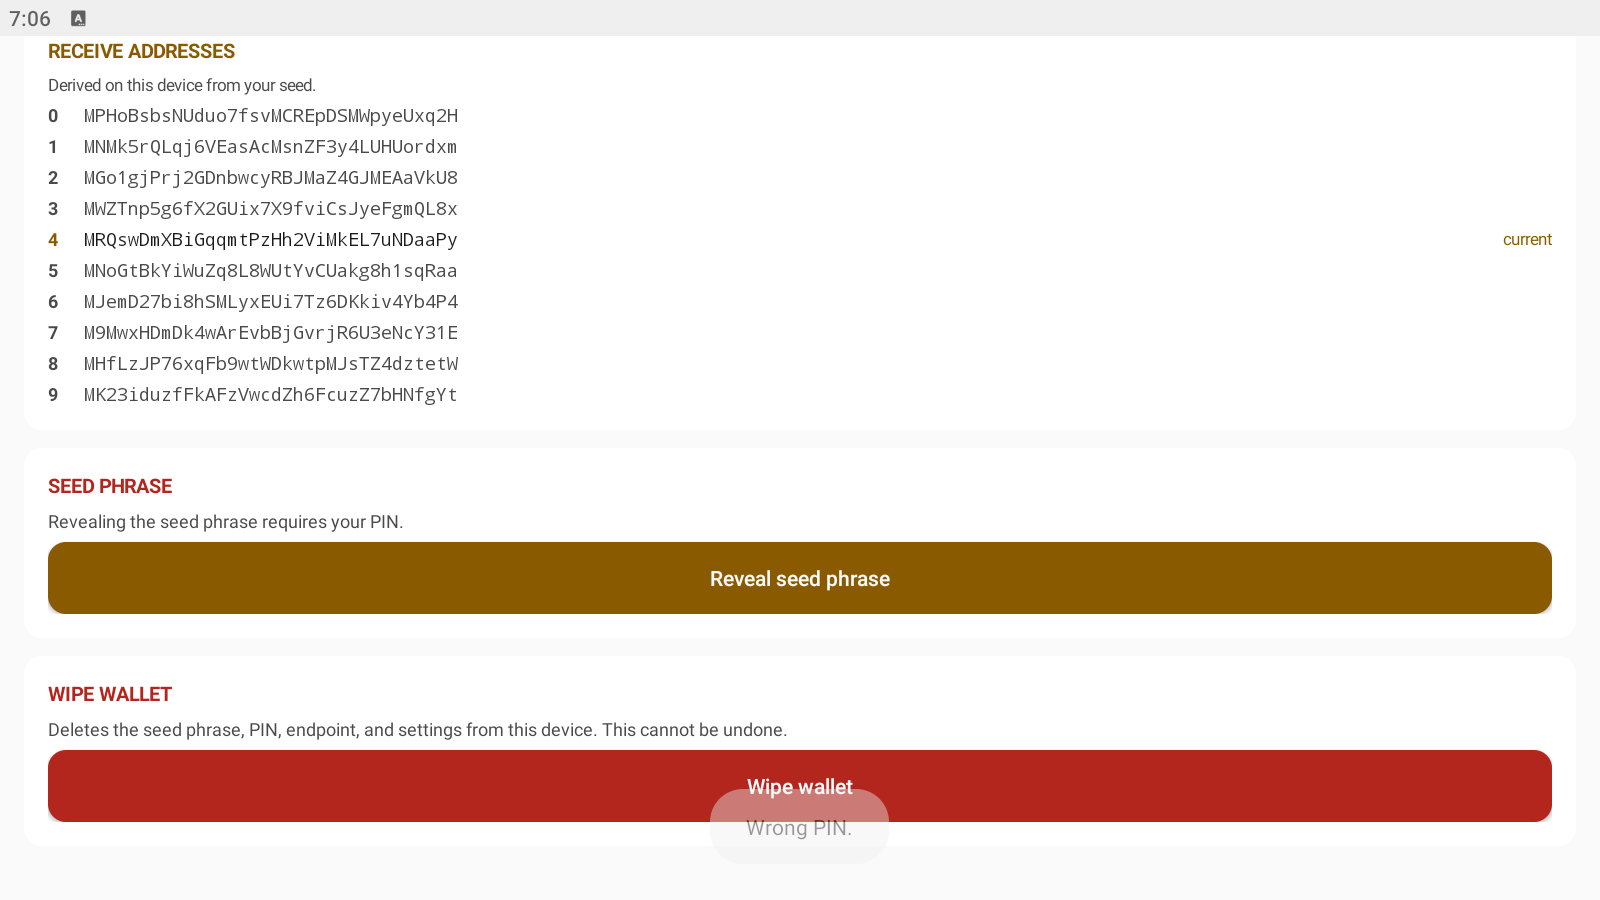 7:06
RECEIVE ADDRESSES
Derived on this device from your seed.
0 MPHoBsbsNUduo7fsvMCREpDSMWpyeUxq2H
1 MNMk5rQLqj6VEasAcMsnZF3y4LUHUordxm
2 MGo1gjPrj2GDnbwcyRBJMaZ4GJMEAaVkU8
3 MWZTnp5g6fX2GUix7X9fviCsJyeFgmQL8x
4 MRQswDmXBiGqqmtPzHh2ViMkEL7uNDaaPy current
5 MNoGtBkYiWuZq8L8WUtYvCUakg8h1sqRaa
6 MJemD27bi8hSMLyxEUi7Tz6DKkiv4Yb4P4
7 M9MwxHDmDk4wArEvbBjGvrjR6U3eNcY31E
8 MHfLzJP76xqFb9wtWDkwtpMJsTZ4dztetW
9 MK23iduzfFkAFzVwcdZh6FcuzZ7bHNfgYt
SEED PHRASE
Revealing the seed phrase requires your PIN.
Reveal seed phrase
WIPE WALLET
Deletes the seed phrase, PIN, endpoint, and settings from this device. This cannot be undone.
Wipe wallet
Wrong PIN.